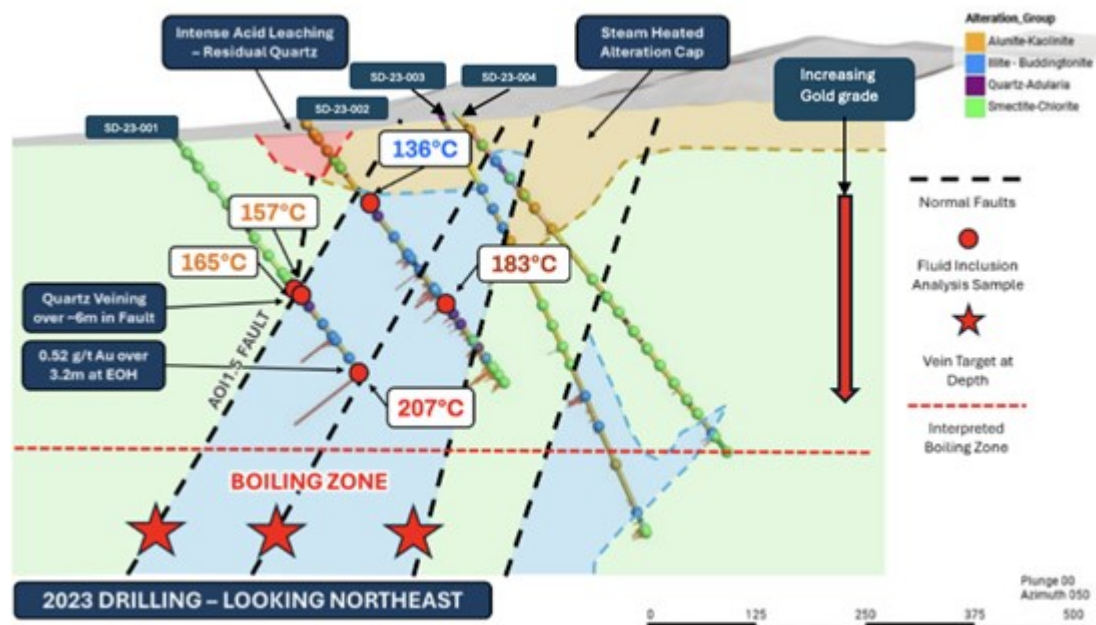 Intense Acid Leaching
– Residual Quartz
SD-23-003
SD-23-004
Steam Heated
Alteration Cap
Increasing
Gold grade
Alteration_Group
Alunite-Kaolinite
Illite - Buddingtonite
Quartz-Adularia
Smectite-Chlorite
SD-23-002
SD-23-001
136°C
157°C
165°C
183°C
Quartz Veining
over ~6m in Fault
0.52 g/t Au over
3.2m at EOH
AOI1.5 FAULT
207°C
BOILING ZONE
Normal Faults
Fluid Inclusion
Analysis Sample
Vein Target at
Depth
Interpreted
Boiling Zone
2023 DRILLING – LOOKING NORTHEAST
Plunge 00
Azimuth 050
0 125 250 375 500